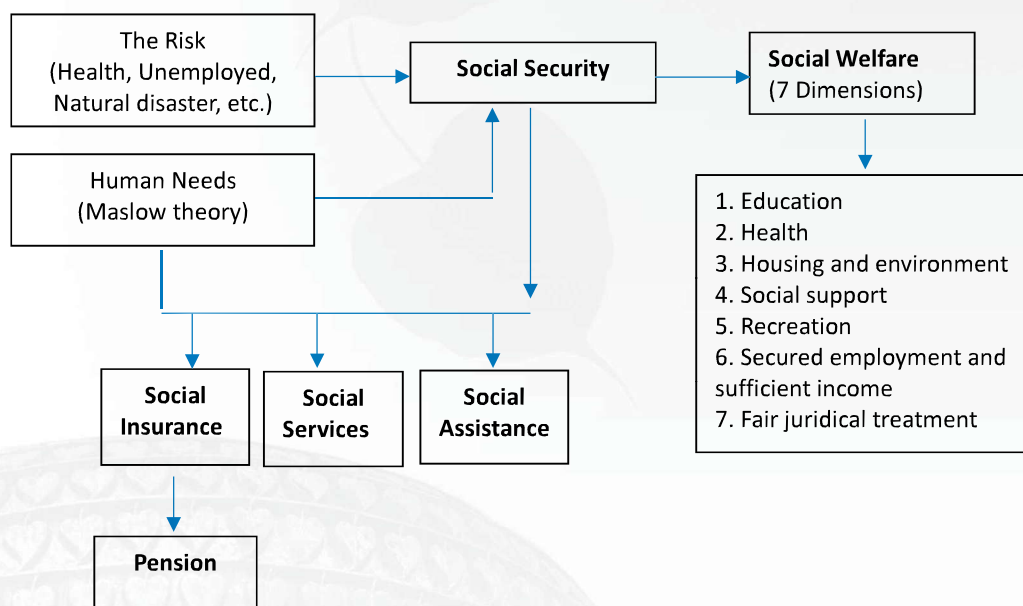 The Risk
(Health, Unemployed,
Natural disaster, etc.)
Social Security
Social Welfare
(7 Dimensions)
Human Needs
(Maslow theory)
1. Education
2. Health
3. Housing and environment
4. Social support
5. Recreation
6. Secured employment and
sufficient income
7. Fair juridical treatment
Social
Insurance
Social
Services
Social
Assistance
Pension